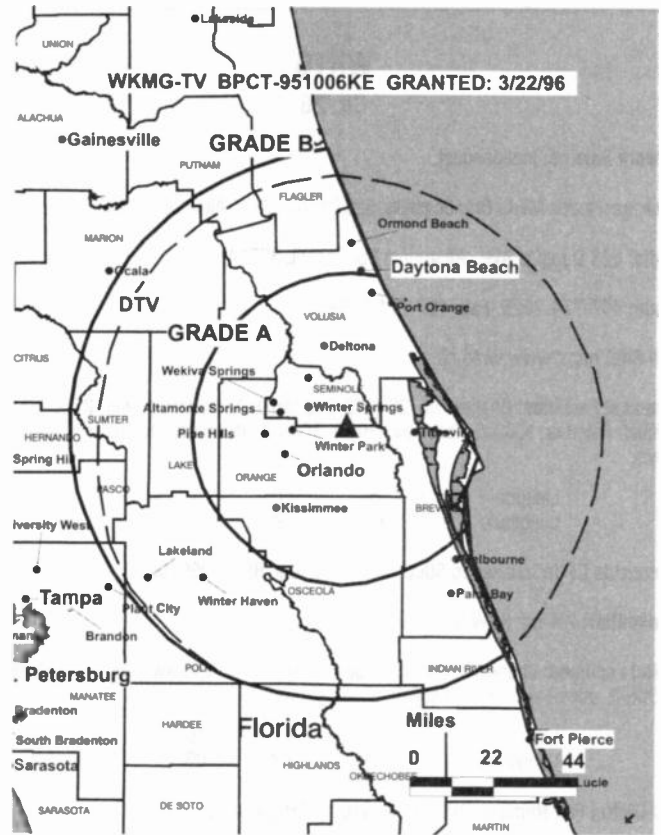 Lakeside
UNION
WKMG-TV BPCT-951006KE GRANTED: 3/22/96
ALACHUA
Gainesville
GRADE B
PUTNAM
FLAGLER
Ormond Beach
MARION
Daytona Beach
Ocala
DTV
Port Orange
VOLUSIA
GRADE A
Deltona
CITRUS
Wekiva Springs
SEMINOL
Altamonte Springs
Winter Springs
SUMTER
HERNANDO
Pine Hills
Winter Park
Titusville
Spring Hill
LAKE
ORANGE
Orlando
PASCO
Kissimmee
BREV
iversity West
Lakeland
Melbourne
OSCEOLA
Winter Haven
Palm Bay
Tampa
Plant City
Brandon
Petersburg
POLK
INDIAN RIVER
MANATEE
Bradenton
HARDEE
Florida
Miles
South Bradenton
Fort Pierce
0 22 44
Sarasota
HIGHLANDS
OKEECHOBEE
Lucie
SARASOTA
DE SOTO
MARTIN